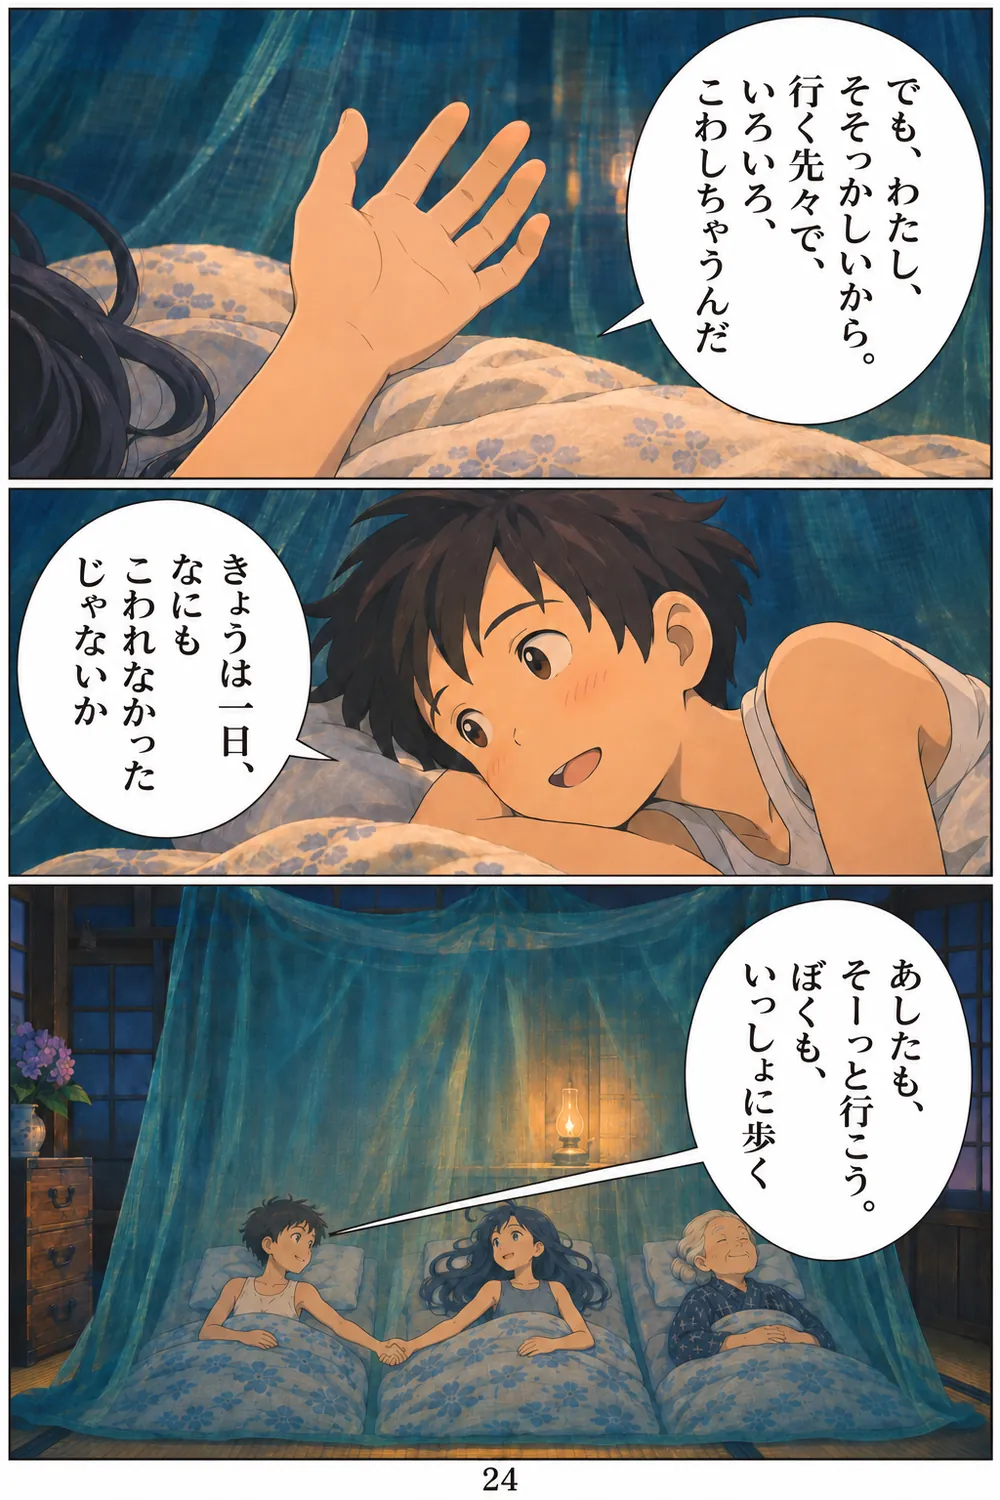 でも、わたし、
そそっかしいから。
行く先々で、
いろいろ、
こわしちゃうんだ
きょうは一日、
なにも
こわれなかった
じゃないか
あしたも、
そーっと行こう。
ぼくも、
いっしょに歩く
24